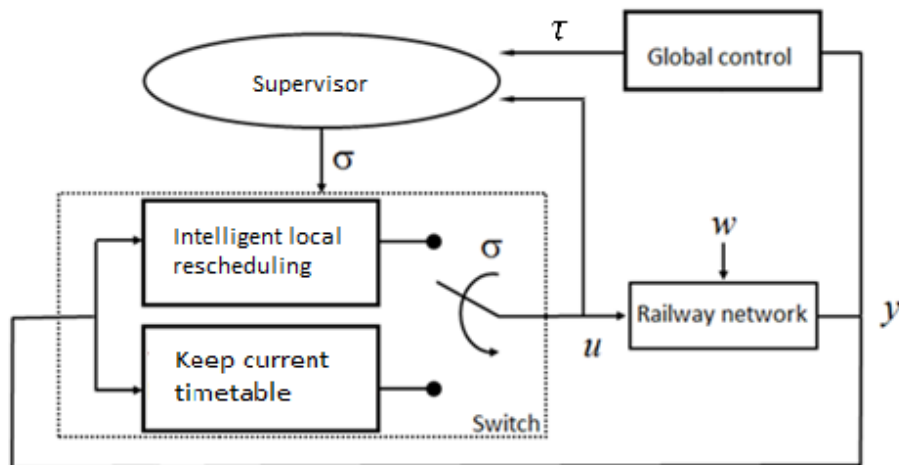 τ
Global control
Supervisor
σ
Intelligent local
rescheduling
σ
w
Railway network
y
u
Keep current
timetable
Switch